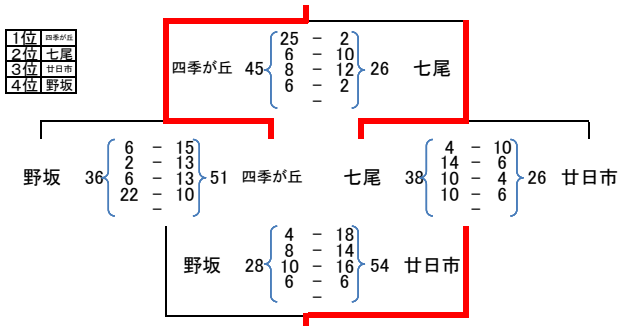 1位 四季が丘
2位 七尾
3位 廿日市
4位 野坂
四季が丘 45 26 七尾
25 － 2
6 － 10
8 － 12
6 － 2
－
野坂 36 51 四季が丘
6 － 15
2 － 13
6 － 13
22 － 10
－
七尾 38 26 廿日市
4 － 10
14 － 6
10 － 4
10 － 6
－
野坂 28 54 廿日市
4 － 18
8 － 14
10 － 16
6 － 6
－